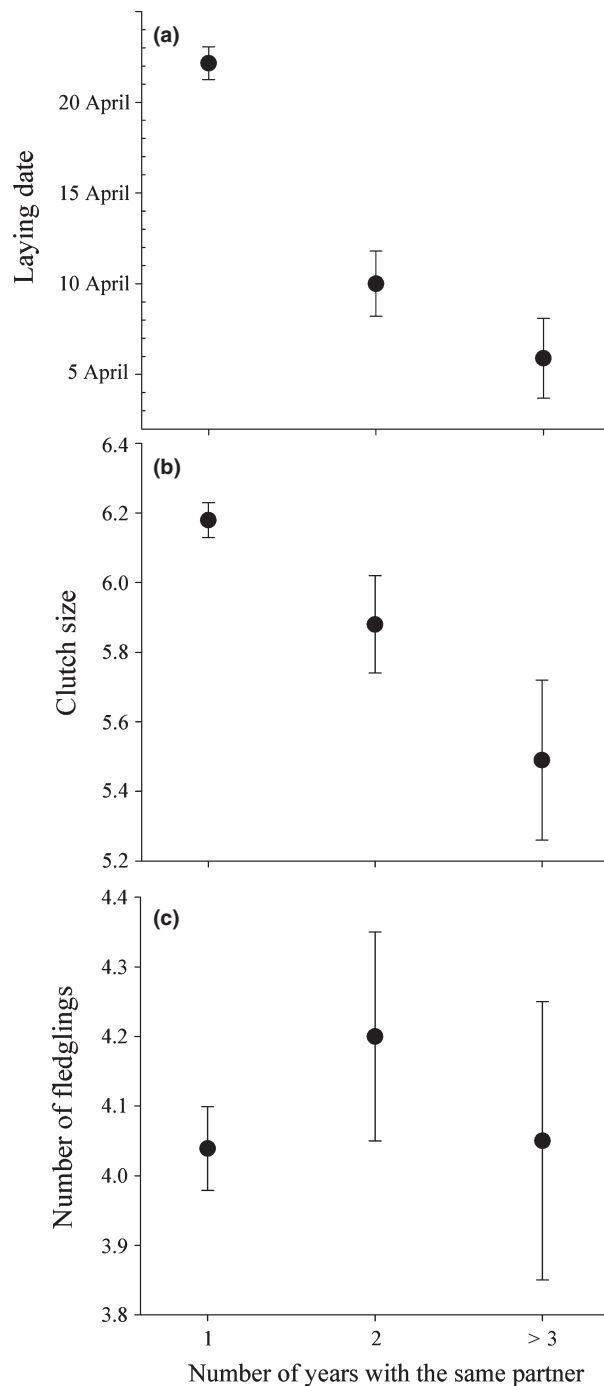 (a)
Laying date
20 April
15 April
10 April
5 April
(b)
Clutch size
6.4
6.2
6.0
5.8
5.6
5.4
5.2
(c)
Number of fledglings
4.4
4.3
4.2
4.1
4.0
3.9
3.8
1 2 > 3
Number of years with the same partner